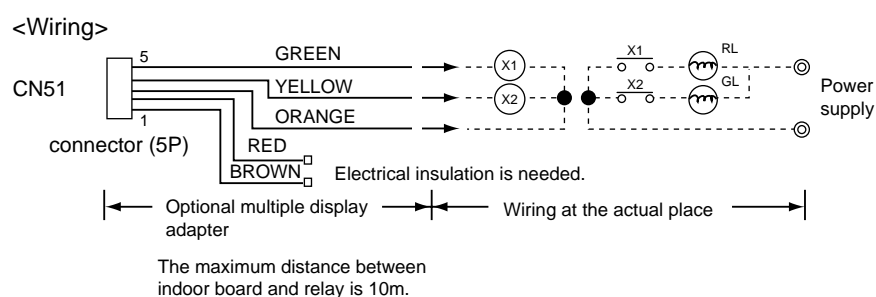 <Wiring>
CN51
5
1
connector (5P)
GREEN
YELLOW
ORANGE
RED
BROWN
Electrical insulation is needed.
X1
X2
X1
X2
RL
GL
Power
supply
Optional multiple display
adapter
Wiring at the actual place
The maximum distance between
indoor board and relay is 10m.